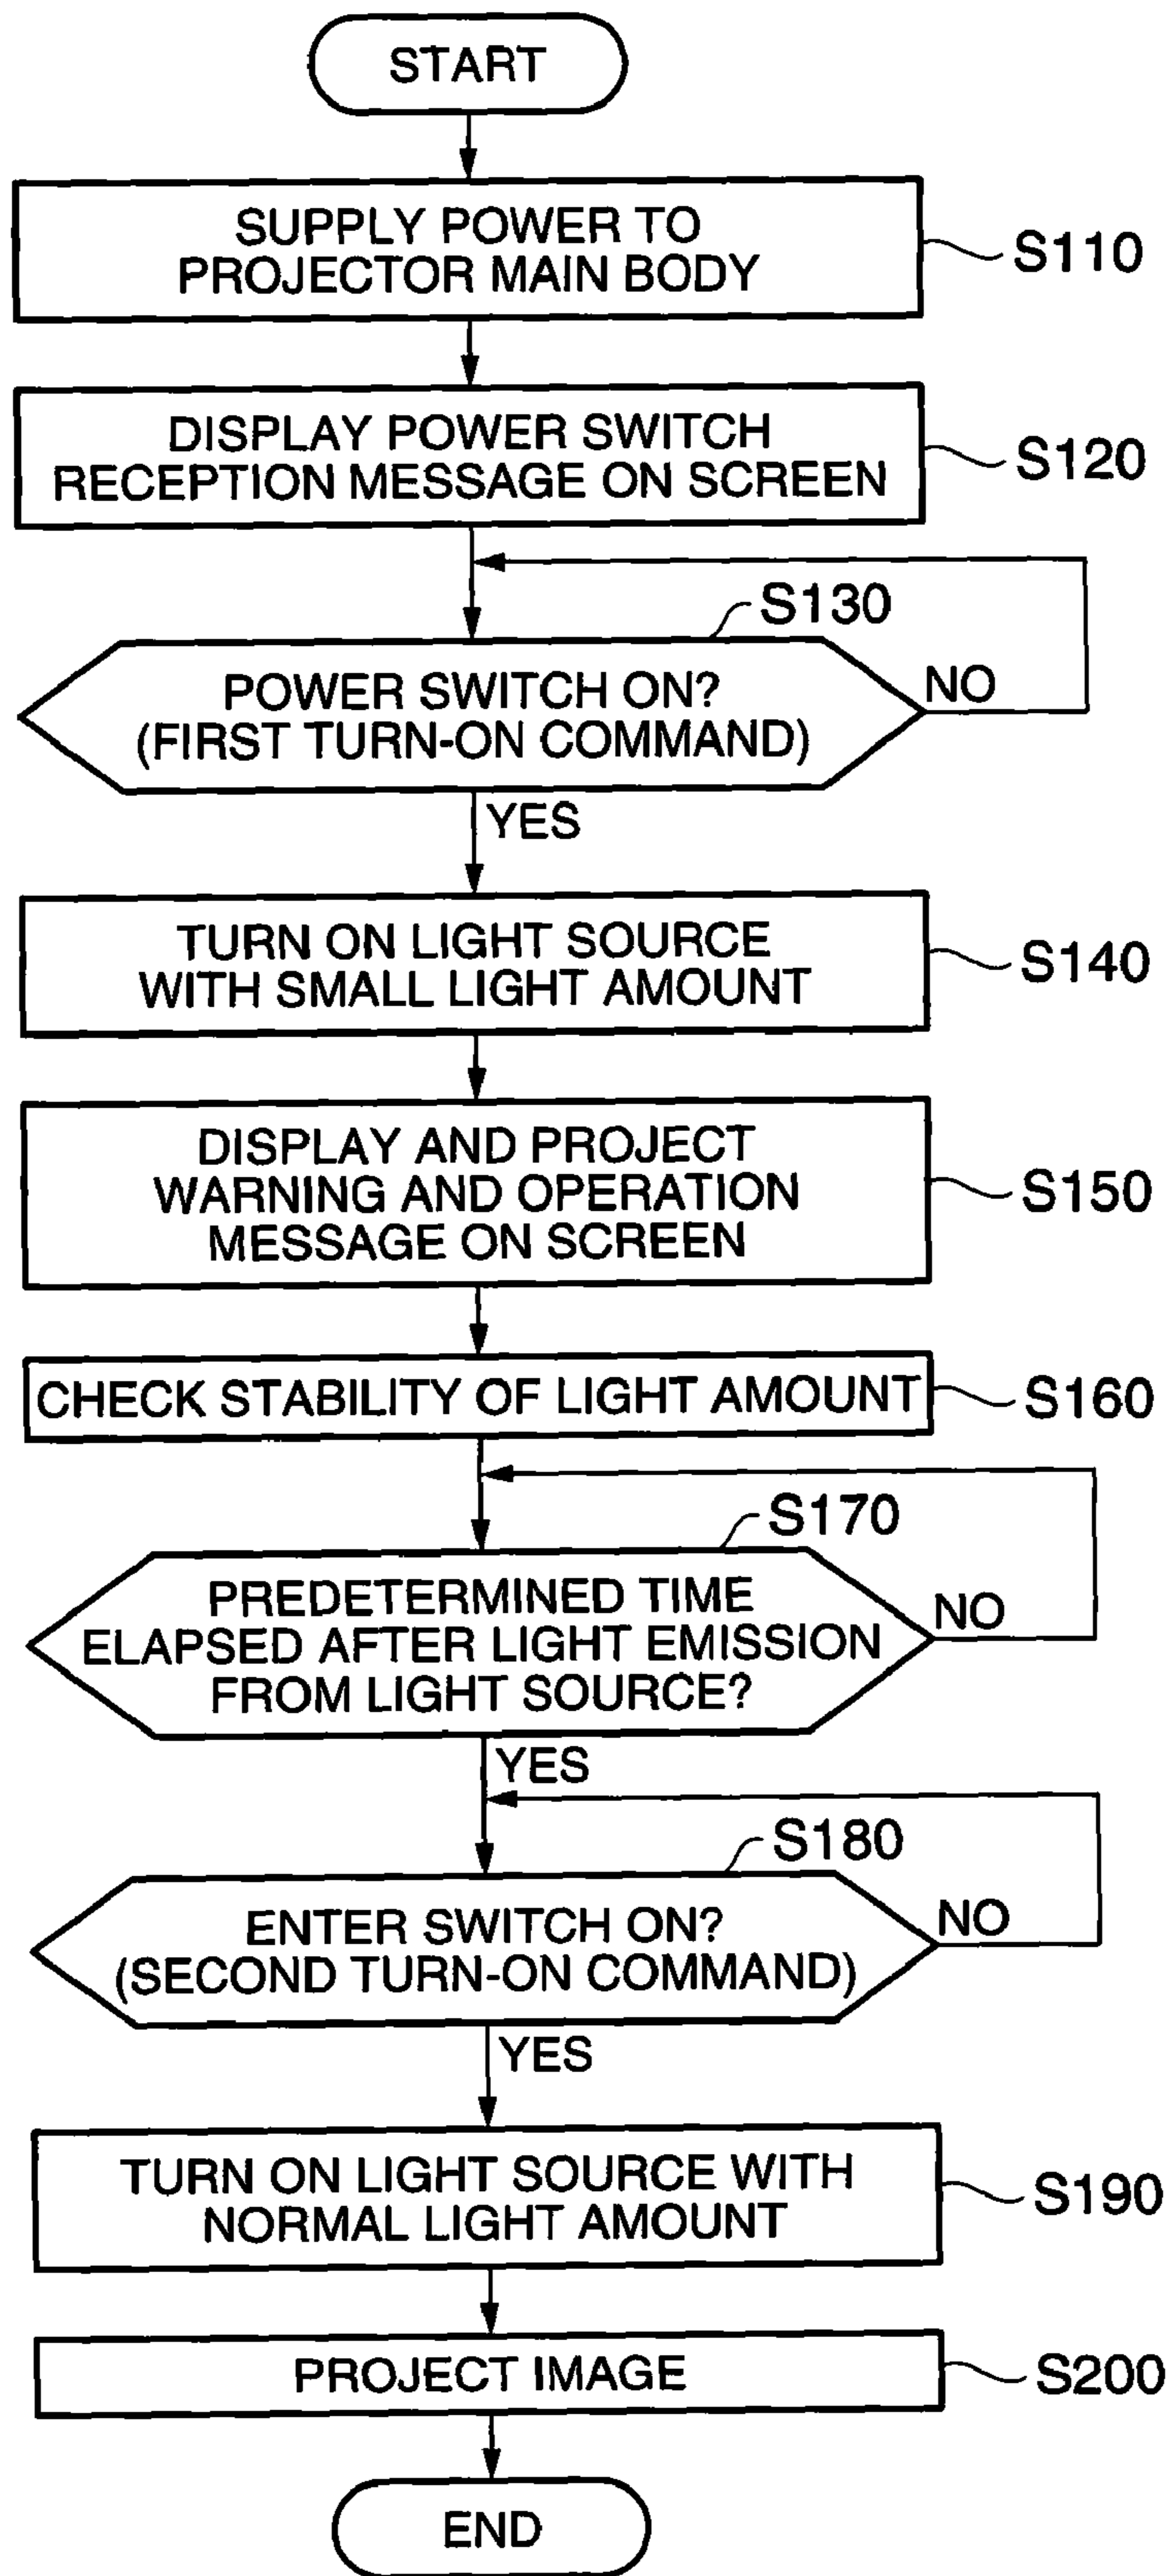 START
SUPPLY POWER TO
PROJECTOR MAIN BODY
S110
DISPLAY POWER SWITCH
RECEPTION MESSAGE ON SCREEN
S120
S130
POWER SWITCH ON?
(FIRST TURN-ON COMMAND)
NO
YES
TURN ON LIGHT SOURCE
WITH SMALL LIGHT AMOUNT
S140
DISPLAY AND PROJECT
WARNING AND OPERATION
MESSAGE ON SCREEN
S150
CHECK STABILITY OF LIGHT AMOUNT
S160
S170
PREDETERMINED TIME
ELAPSED AFTER LIGHT EMISSION
FROM LIGHT SOURCE?
NO
YES
S180
ENTER SWITCH ON?
(SECOND TURN-ON COMMAND)
NO
YES
TURN ON LIGHT SOURCE WITH
NORMAL LIGHT AMOUNT
S190
PROJECT IMAGE
S200
END